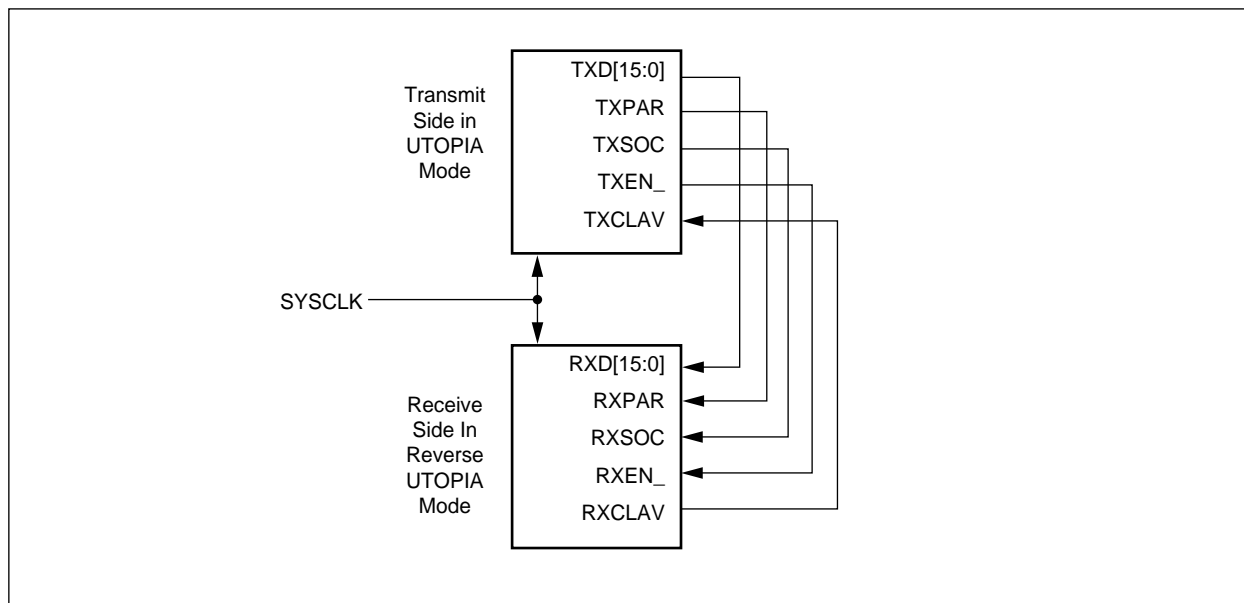 Transmit
Side in
UTOPIA
Mode
TXD[15:0]
TXPAR
TXSOC
TXEN_
TXCLAV
SYSCLK
Receive
Side In
Reverse
UTOPIA
Mode
RXD[15:0]
RXPAR
RXSOC
RXEN_
RXCLAV